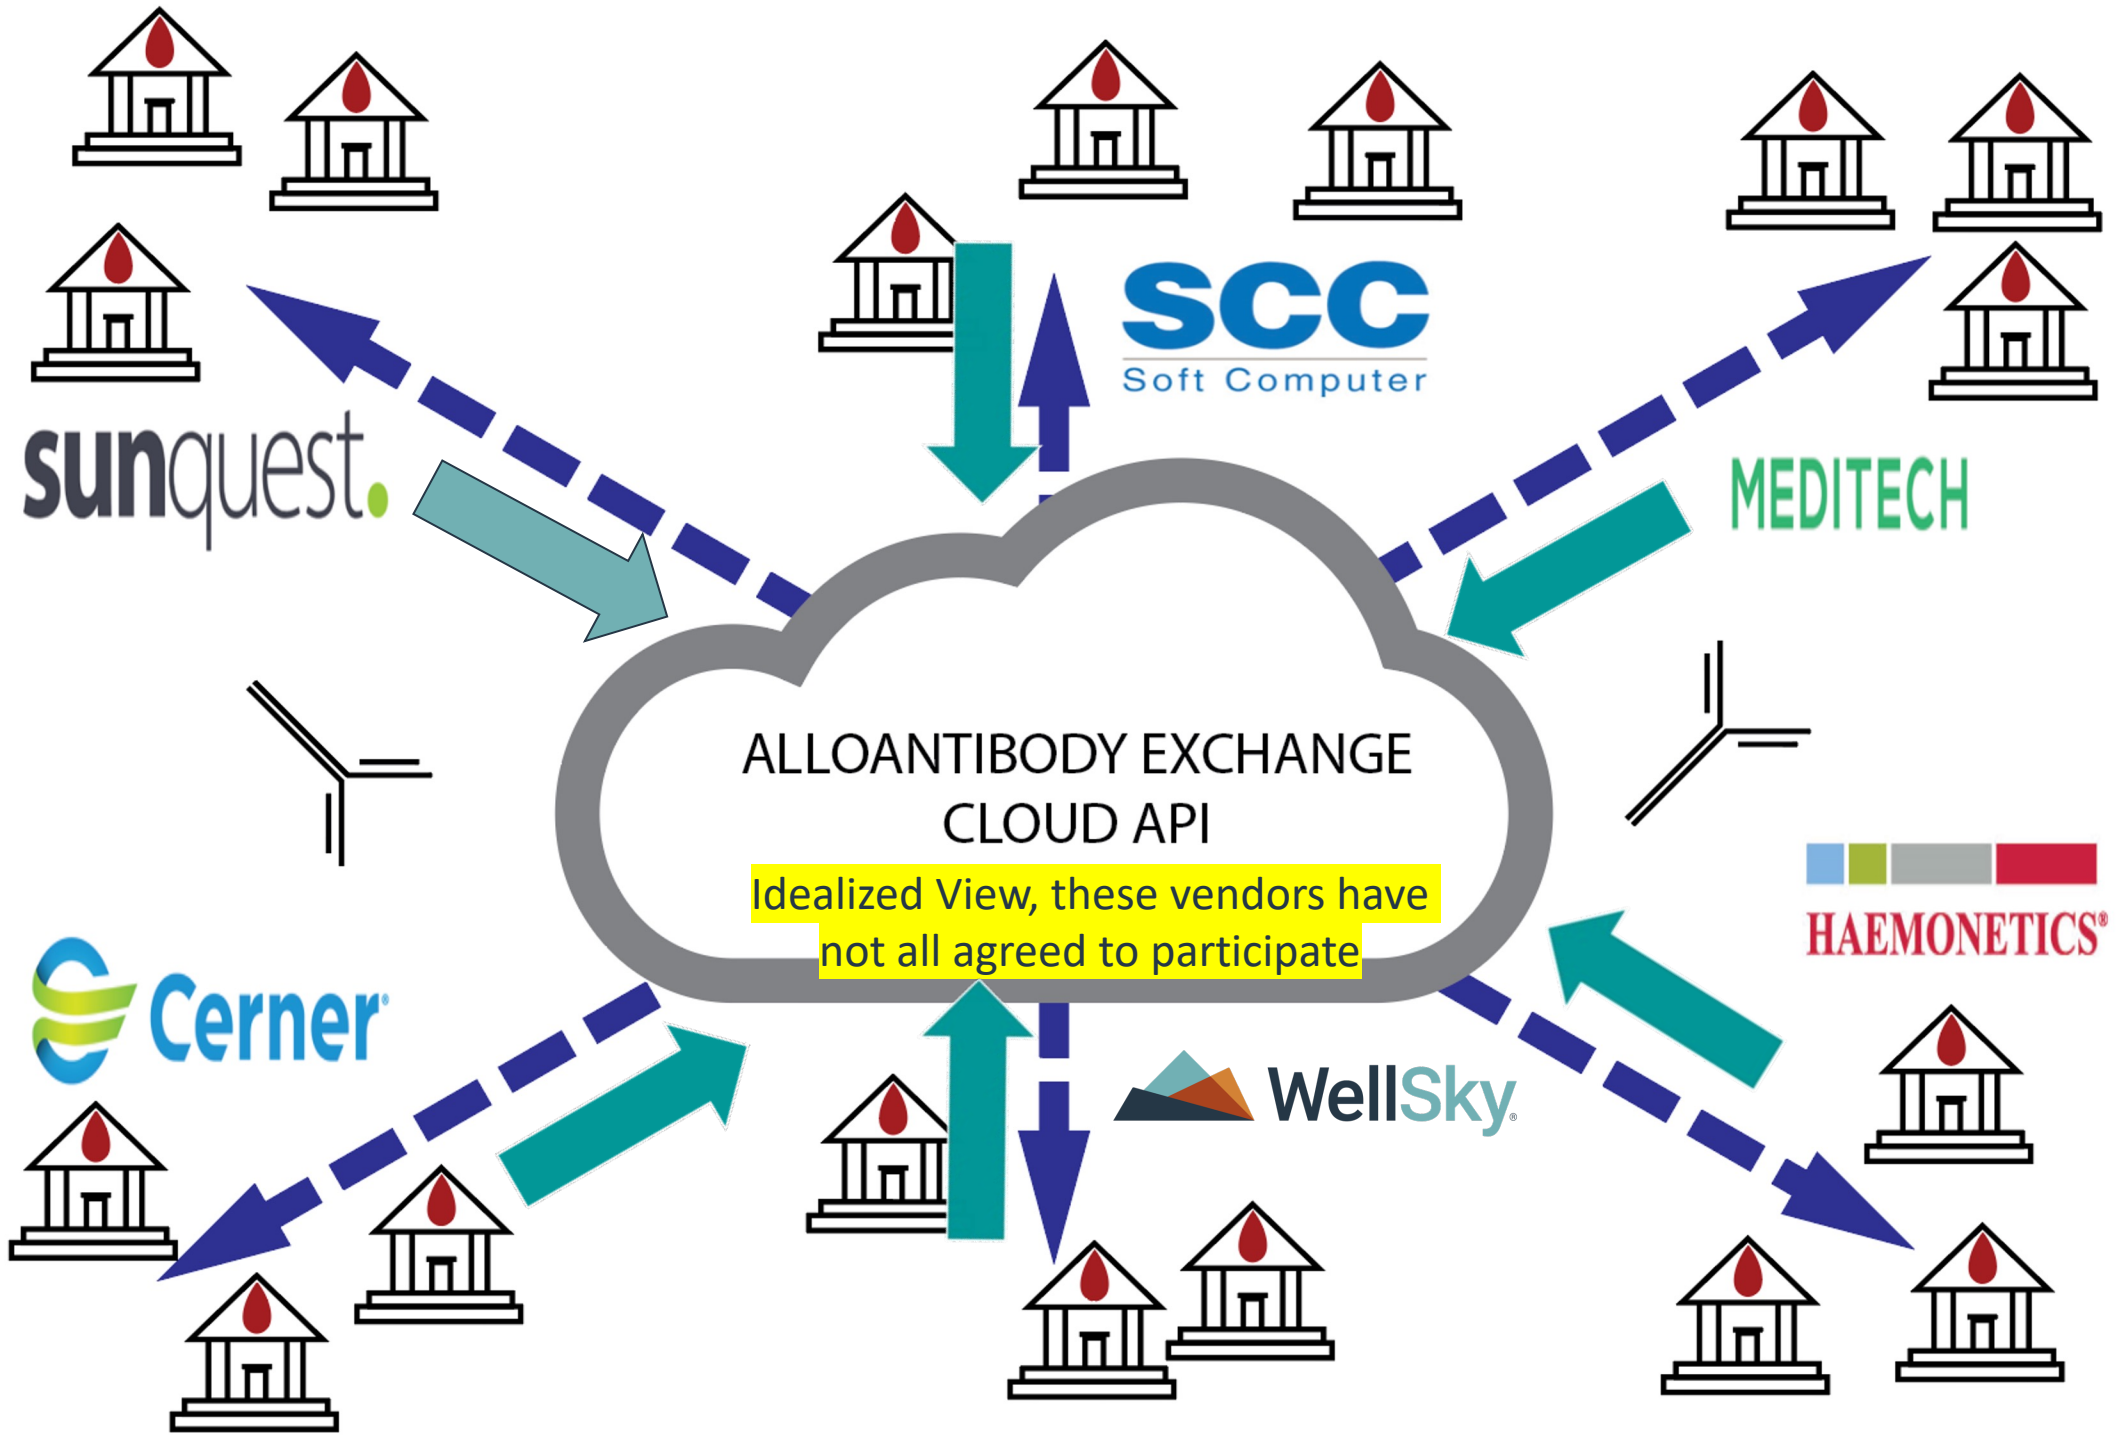 SCC
Soft Computer
sunquest.
MEDITECH
ALLOANTIBODY EXCHANGE
CLOUD API
Idealized View, these vendors have
not all agreed to participate
HAEMONETICS®
Cerner®
WellSky®